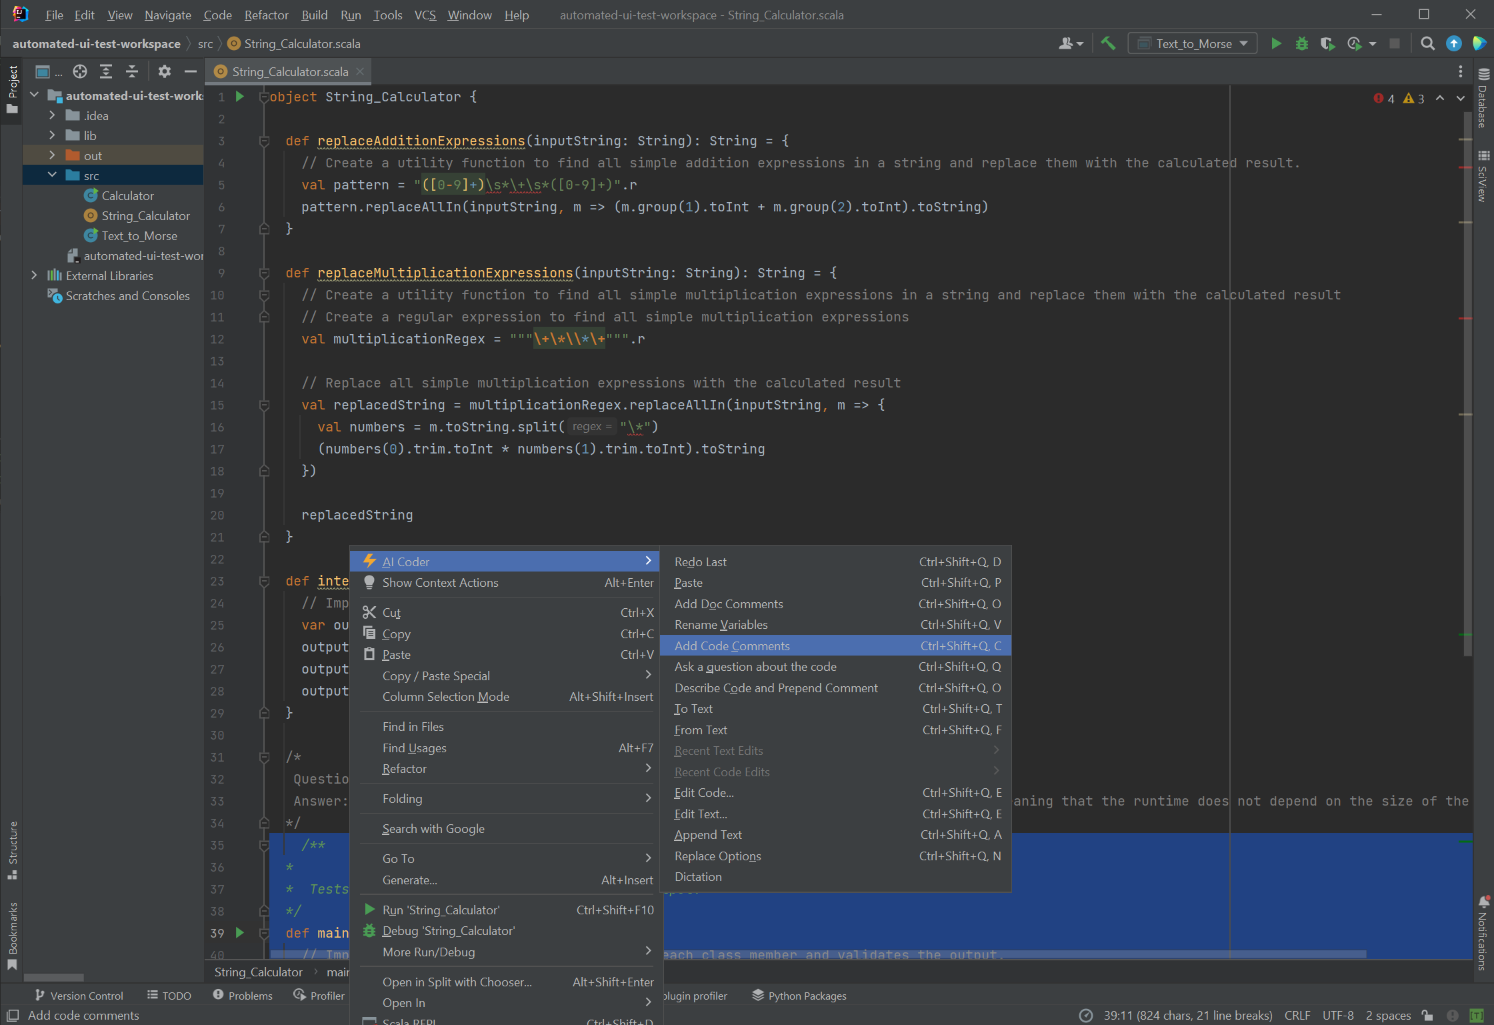 File Edit View Navigate Code Refactor Build Run Tools VCS Window Help automated-ui-test-workspace - String_Calculator.scala
automated-ui-test-workspace src String_Calculator.scala Text_to_Morse
Project
...
String_Calculator.scala
automated-ui-test-work
.idea
lib
out
src
Calculator
String_Calculator
Text_to_Morse
automated-ui-test-wor
External Libraries
Scratches and Consoles
Structure
Bookmarks
4 3
1 object String_Calculator {
2
3 def replaceAdditionExpressions(inputString: String): String = {
4 // Create a utility function to find all simple addition expressions in a string and replace them with the calculated result.
5 val pattern = "([0-9]+)\s*\+\s*([0-9]+)".r
6 pattern.replaceAllIn(inputString, m => (m.group(1).toInt + m.group(2).toInt).toString)
7 }
8
9 def replaceMultiplicationExpressions(inputString: String): String = {
10 // Create a utility function to find all simple multiplication expressions in a string and replace them with the calculated result
11 // Create a regular expression to find all simple multiplication expressions
12 val multiplicationRegex = """\+\*\\*\+""".r
13
14 // Replace all simple multiplication expressions with the calculated result
15 val replacedString = multiplicationRegex.replaceAllIn(inputString, m => {
16 val numbers = m.toString.split( regex = "\*")
17 (numbers(0).trim.toInt * numbers(1).trim.toInt).toString
18 })
19
20 replacedString
21 }
22
23 def inte
24 // Imp
25 var ou
26 output
27 output
28 output
29 }
30
31 /*
32 Questio
33 Answer: aning that the runtime does not depend on the size of the
34 */
35 /**
36 *
37 * Tests
38 */
39 def main
40 // Imp each class member and validates the output.
AI Coder
Show Context Actions Alt+Enter
Cut Ctrl+X
Copy Ctrl+C
Paste Ctrl+V
Copy / Paste Special
Column Selection Mode Alt+Shift+Insert
Find in Files
Find Usages Alt+F7
Refactor
Folding
Search with Google
Go To
Generate... Alt+Insert
Run 'String_Calculator' Ctrl+Shift+F10
Debug 'String_Calculator'
More Run/Debug
Open in Split with Chooser... Alt+Shift+Enter
Open In
Scala REPL Ctrl+Shift+D
Redo Last Ctrl+Shift+Q, D
Paste Ctrl+Shift+Q, P
Add Doc Comments Ctrl+Shift+Q, O
Rename Variables Ctrl+Shift+Q, V
Add Code Comments Ctrl+Shift+Q, C
Ask a question about the code Ctrl+Shift+Q, Q
Describe Code and Prepend Comment Ctrl+Shift+Q, O
To Text Ctrl+Shift+Q, T
From Text Ctrl+Shift+Q, F
Recent Text Edits
Recent Code Edits
Edit Code... Ctrl+Shift+Q, E
Edit Text... Ctrl+Shift+Q, E
Append Text Ctrl+Shift+Q, A
Replace Options Ctrl+Shift+Q, N
Dictation
Database
SciView
Notifications
String_Calculator main
Version Control TODO Problems Profiler plugin profiler Python Packages
Add code comments 39:11 (824 chars, 21 line breaks) CRLF UTF-8 2 spaces